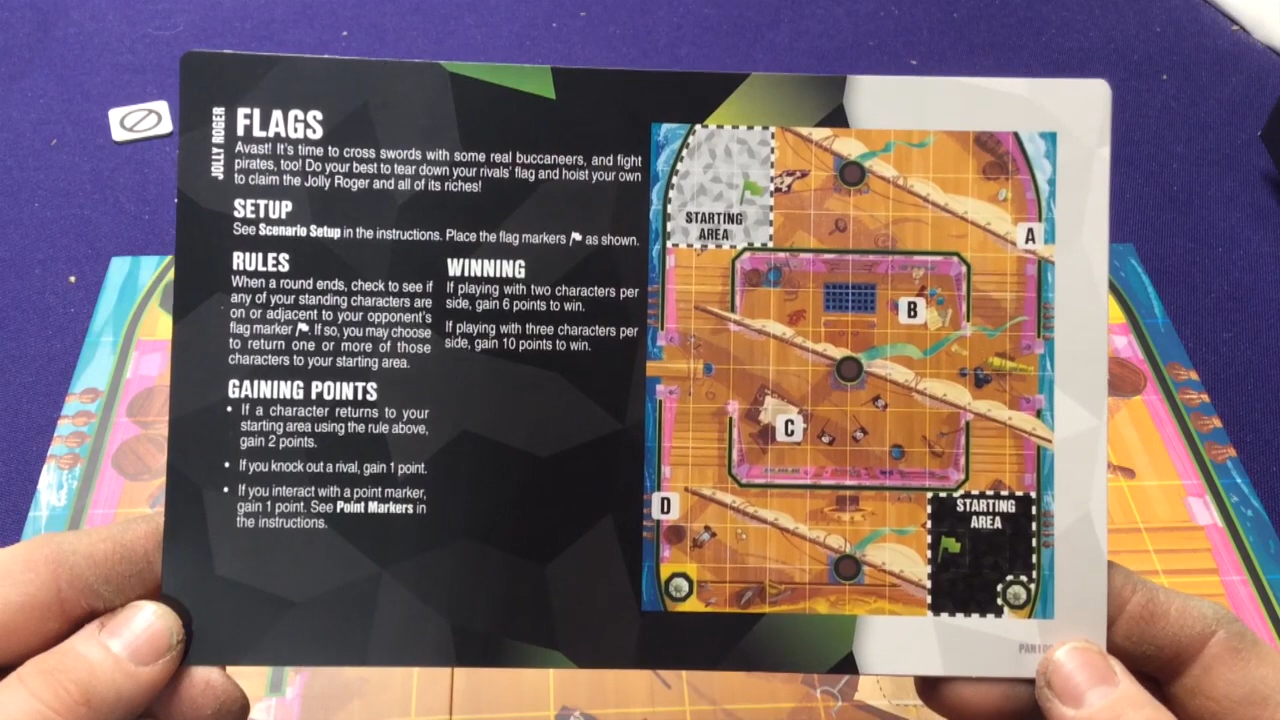 JOLLY ROGER
FLAGS
Avast! It's time to cross swords with some real buccaneers, and fight
pirates, too! Do your best to tear down your rivals' flag and hoist your own
to claim the Jolly Roger and all of its riches!
SETUP
See Scenario Setup in the instructions. Place the flag markers as shown.
RULES
When a round ends, check to see if
any of your standing characters are
on or adjacent to your opponent's
flag marker. If so, you may choose
to return one or more of those
characters to your starting area.
GAINING POINTS
• If a character returns to your
starting area using the rule above,
gain 2 points.
• If you knock out a rival, gain 1 point.
• If you interact with a point marker,
gain 1 point. See Point Markers in
the instructions.
WINNING
If playing with two characters per
side, gain 6 points to win.
If playing with three characters per
side, gain 10 points to win.
STARTING
AREA
A
B
C
D
STARTING
AREA